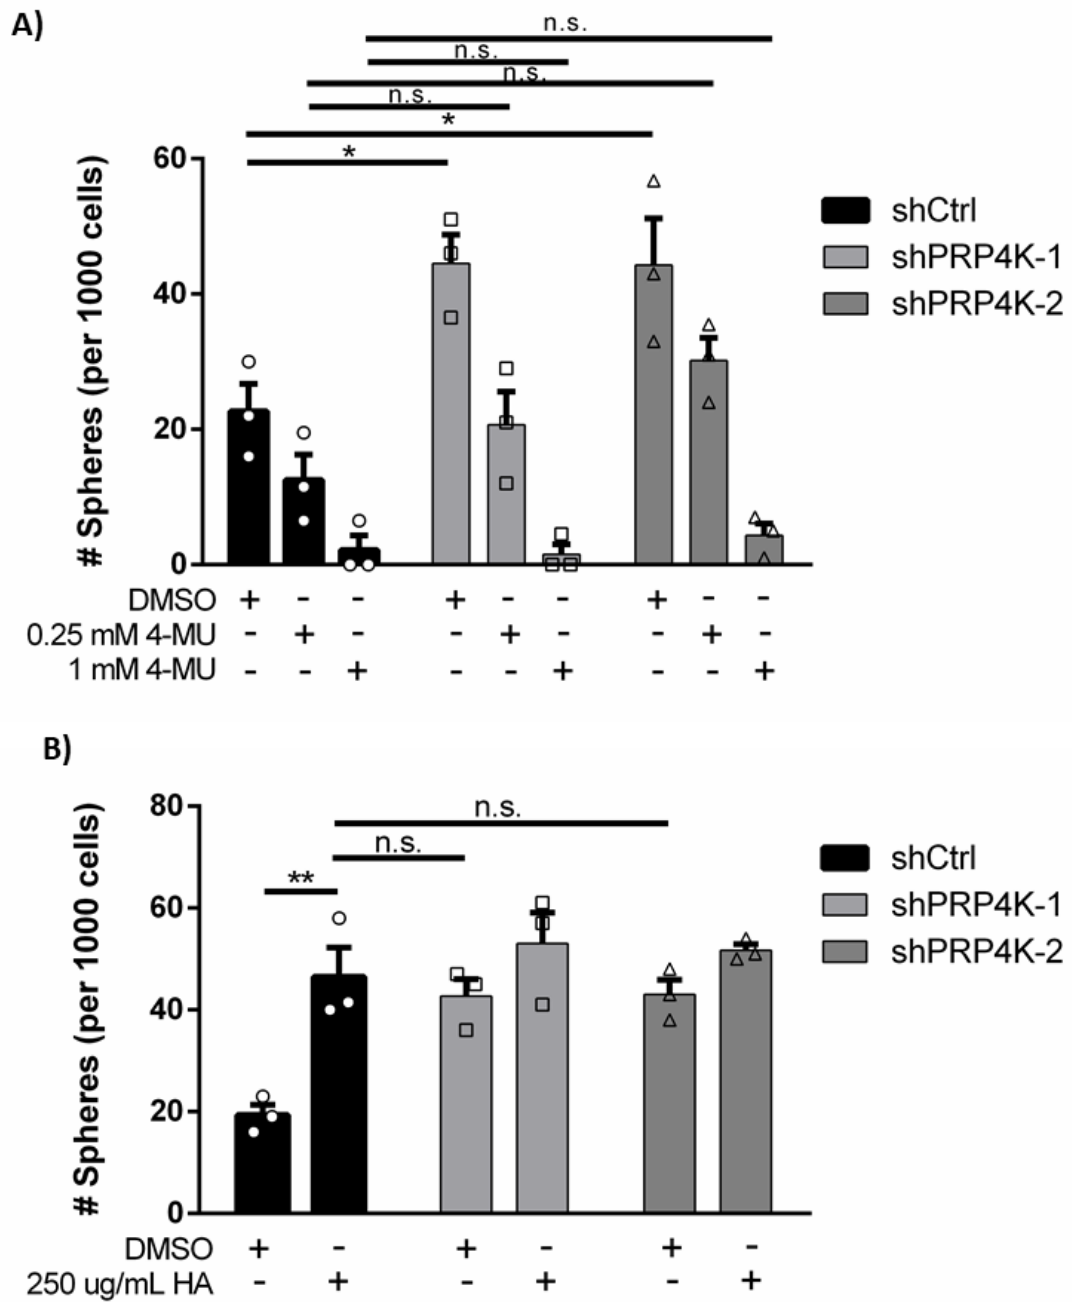 A)
n.s.
n.s.
n.s.
n.s.
*
*
# Spheres (per 1000 cells)
60
40
20
0
shCtrl
shPRP4K-1
shPRP4K-2
DMSO + - - + - - + - -
0.25 mM 4-MU - + - - + - - + -
1 mM 4-MU - - + - - + - - +
B)
# Spheres (per 1000 cells)
80
60
40
20
0
n.s.
n.s.
**
shCtrl
shPRP4K-1
shPRP4K-2
DMSO + - + - + -
250 ug/mL HA - + - + - +